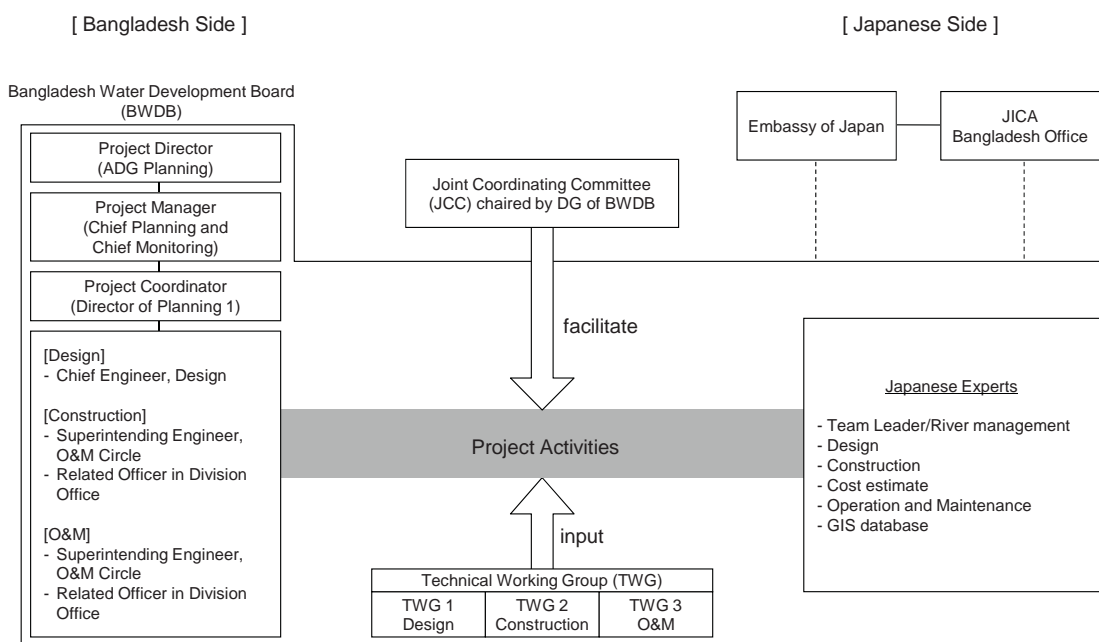 [ Bangladesh Side ]
[ Japanese Side ]
Bangladesh Water Development Board
(BWDB)
Project Director
(ADG Planning)
Project Manager
(Chief Planning and
Chief Monitoring)
Project Coordinator
(Director of Planning 1)
[Design]
- Chief Engineer, Design
[Construction]
- Superintending Engineer,
O&M Circle
- Related Officer in Division
Office
[O&M]
- Superintending Engineer,
O&M Circle
- Related Officer in Division
Office
Joint Coordinating Committee
(JCC) chaired by DG of BWDB
facilitate
Project Activities
input
Technical Working Group (TWG)
TWG 1
Design
TWG 2
Construction
TWG 3
O&M
Embassy of Japan
JICA
Bangladesh Office
Japanese Experts
- Team Leader/River management
- Design
- Construction
- Cost estimate
- Operation and Maintenance
- GIS database